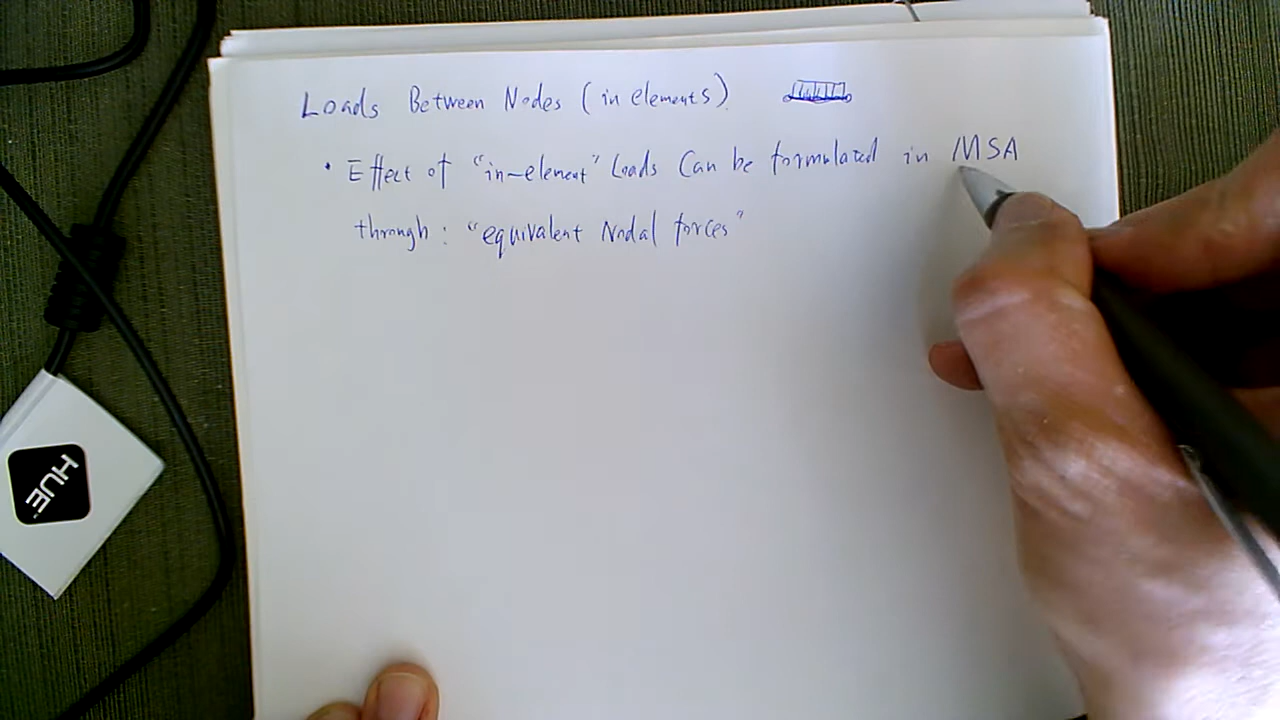 Loads Between Nodes (in elements).
• Effect of "in-element" Loads Can be formulated in MSA
through: "equivalent Nodal forces"
HUE